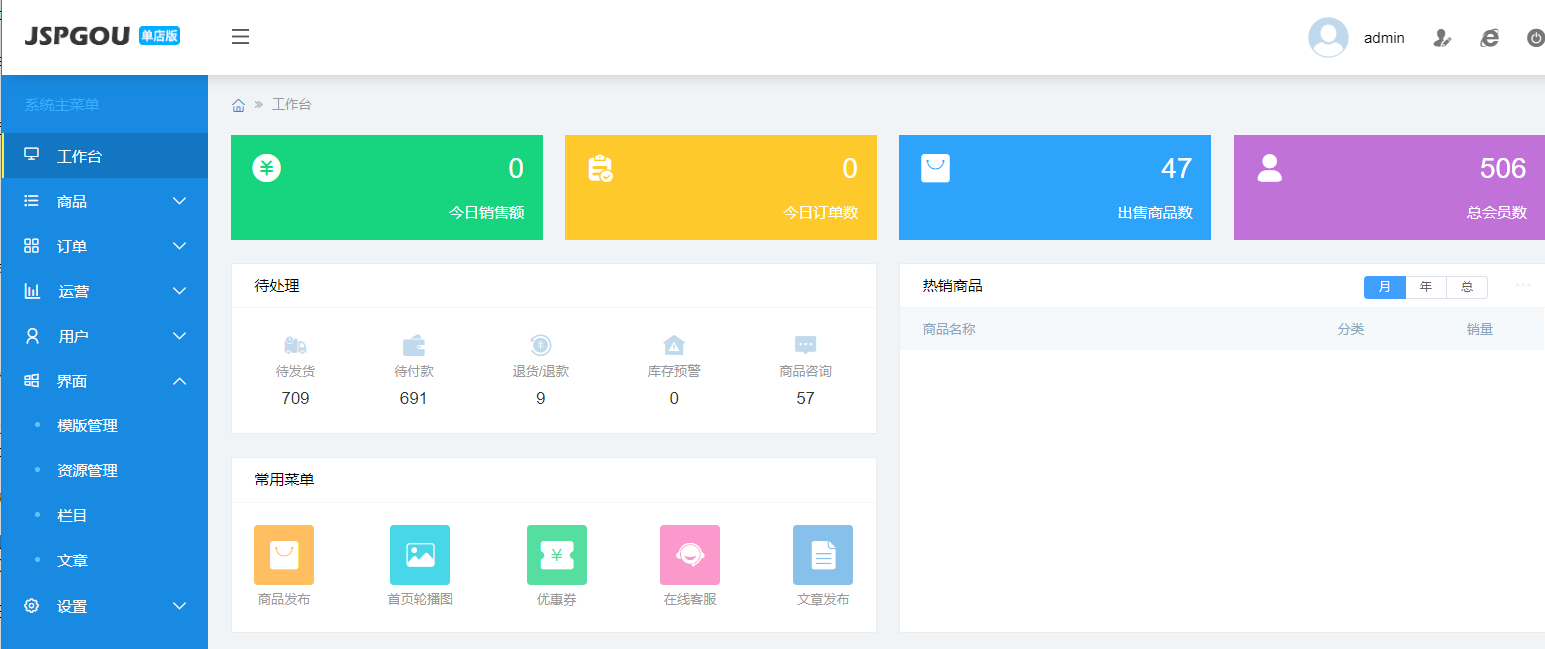 JSPGOU 单店版
admin
系统主菜单
工作台
商品
订单
运营
用户
界面
模版管理
资源管理
栏目
文章
设置
工作台
0
今日销售额
0
今日订单数
47
出售商品数
506
总会员数
待处理
待发货
709
待付款
691
退货/退款
9
库存预警
0
商品咨询
57
常用菜单
商品发布
首页轮播图
优惠券
在线客服
文章发布
热销商品
月 年 总
商品名称 分类 销量